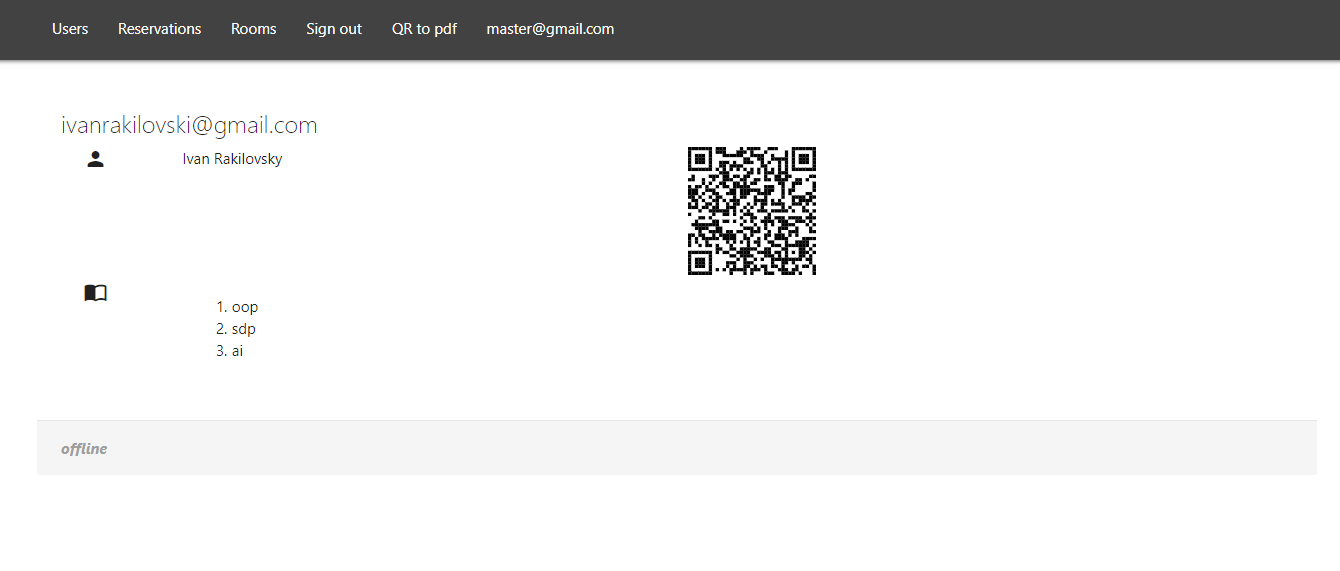 Users Reservations Rooms Sign out QR to pdf master@gmail.com
ivanrakilovski@gmail.com
Ivan Rakilovsky
1. oop
2. sdp
3. ai
offline